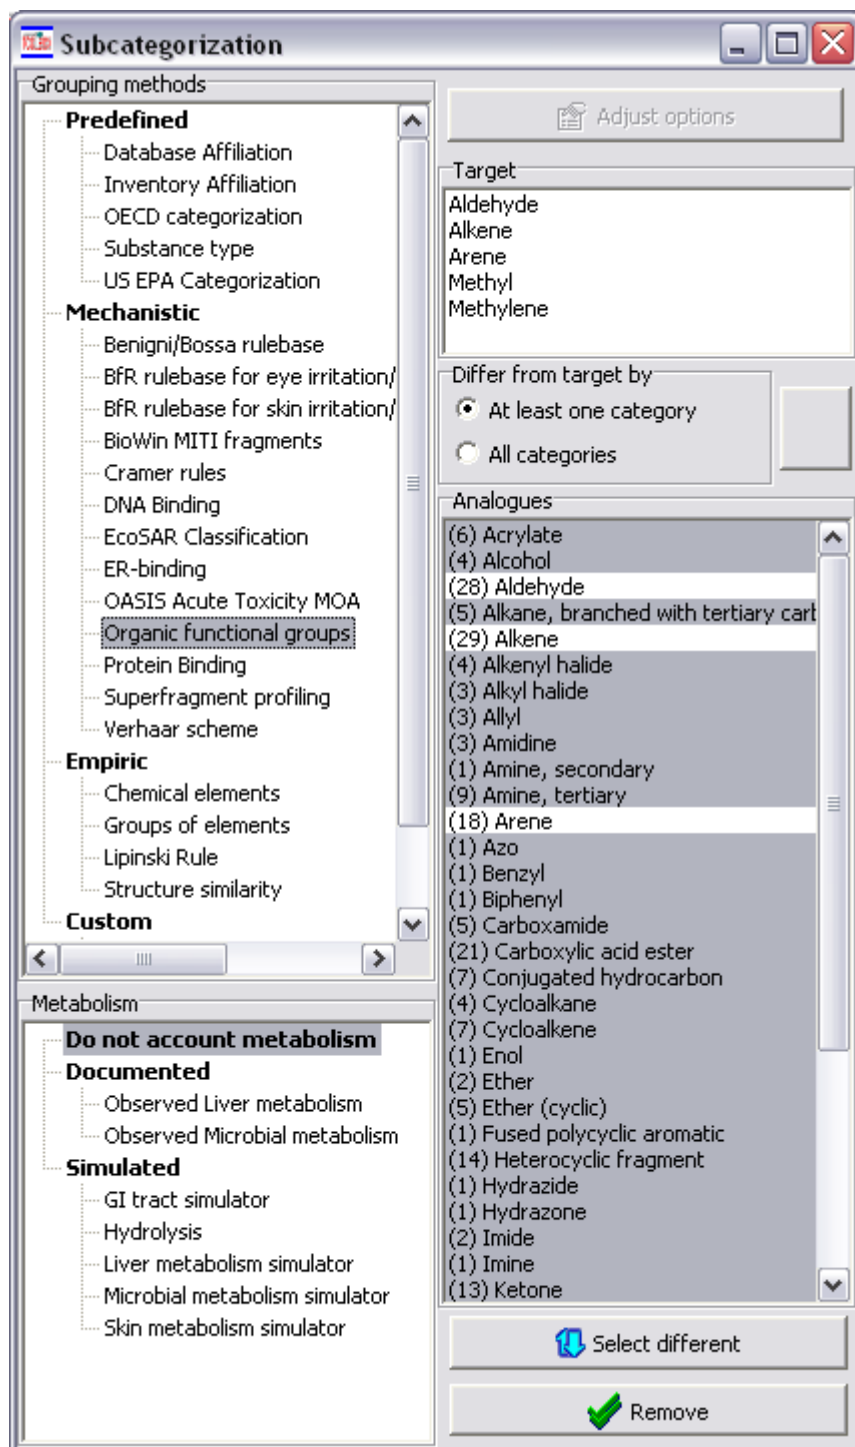 Subcategorization
Grouping methods
Predefined
Database Affiliation
Inventory Affiliation
OECD categorization
Substance type
US EPA Categorization
Mechanistic
Benigni/Bossa rulebase
BfR rulebase for eye irritation/
BfR rulebase for skin irritation/
BioWin MITI fragments
Cramer rules
DNA Binding
EcoSAR Classification
ER-binding
OASIS Acute Toxicity MOA
Organic functional groups
Protein Binding
Superfragment profiling
Verhaar scheme
Empiric
Chemical elements
Groups of elements
Lipinski Rule
Structure similarity
Custom
Metabolism
Do not account metabolism
Documented
Observed Liver metabolism
Observed Microbial metabolism
Simulated
GI tract simulator
Hydrolysis
Liver metabolism simulator
Microbial metabolism simulator
Skin metabolism simulator
Adjust options
Target
Aldehyde
Alkene
Arene
Methyl
Methylene
Differ from target by
At least one category
All categories
Analogues
(6) Acrylate
(4) Alcohol
(28) Aldehyde
(5) Alkane, branched with tertiary carb
(29) Alkene
(4) Alkenyl halide
(3) Alkyl halide
(3) Allyl
(3) Amidine
(1) Amine, secondary
(9) Amine, tertiary
(18) Arene
(1) Azo
(1) Benzyl
(1) Biphenyl
(5) Carboxamide
(21) Carboxylic acid ester
(7) Conjugated hydrocarbon
(4) Cycloalkane
(7) Cycloalkene
(1) Enol
(2) Ether
(5) Ether (cyclic)
(1) Fused polycyclic aromatic
(14) Heterocyclic fragment
(1) Hydrazide
(1) Hydrazone
(2) Imide
(1) Imine
(13) Ketone
Select different
Remove